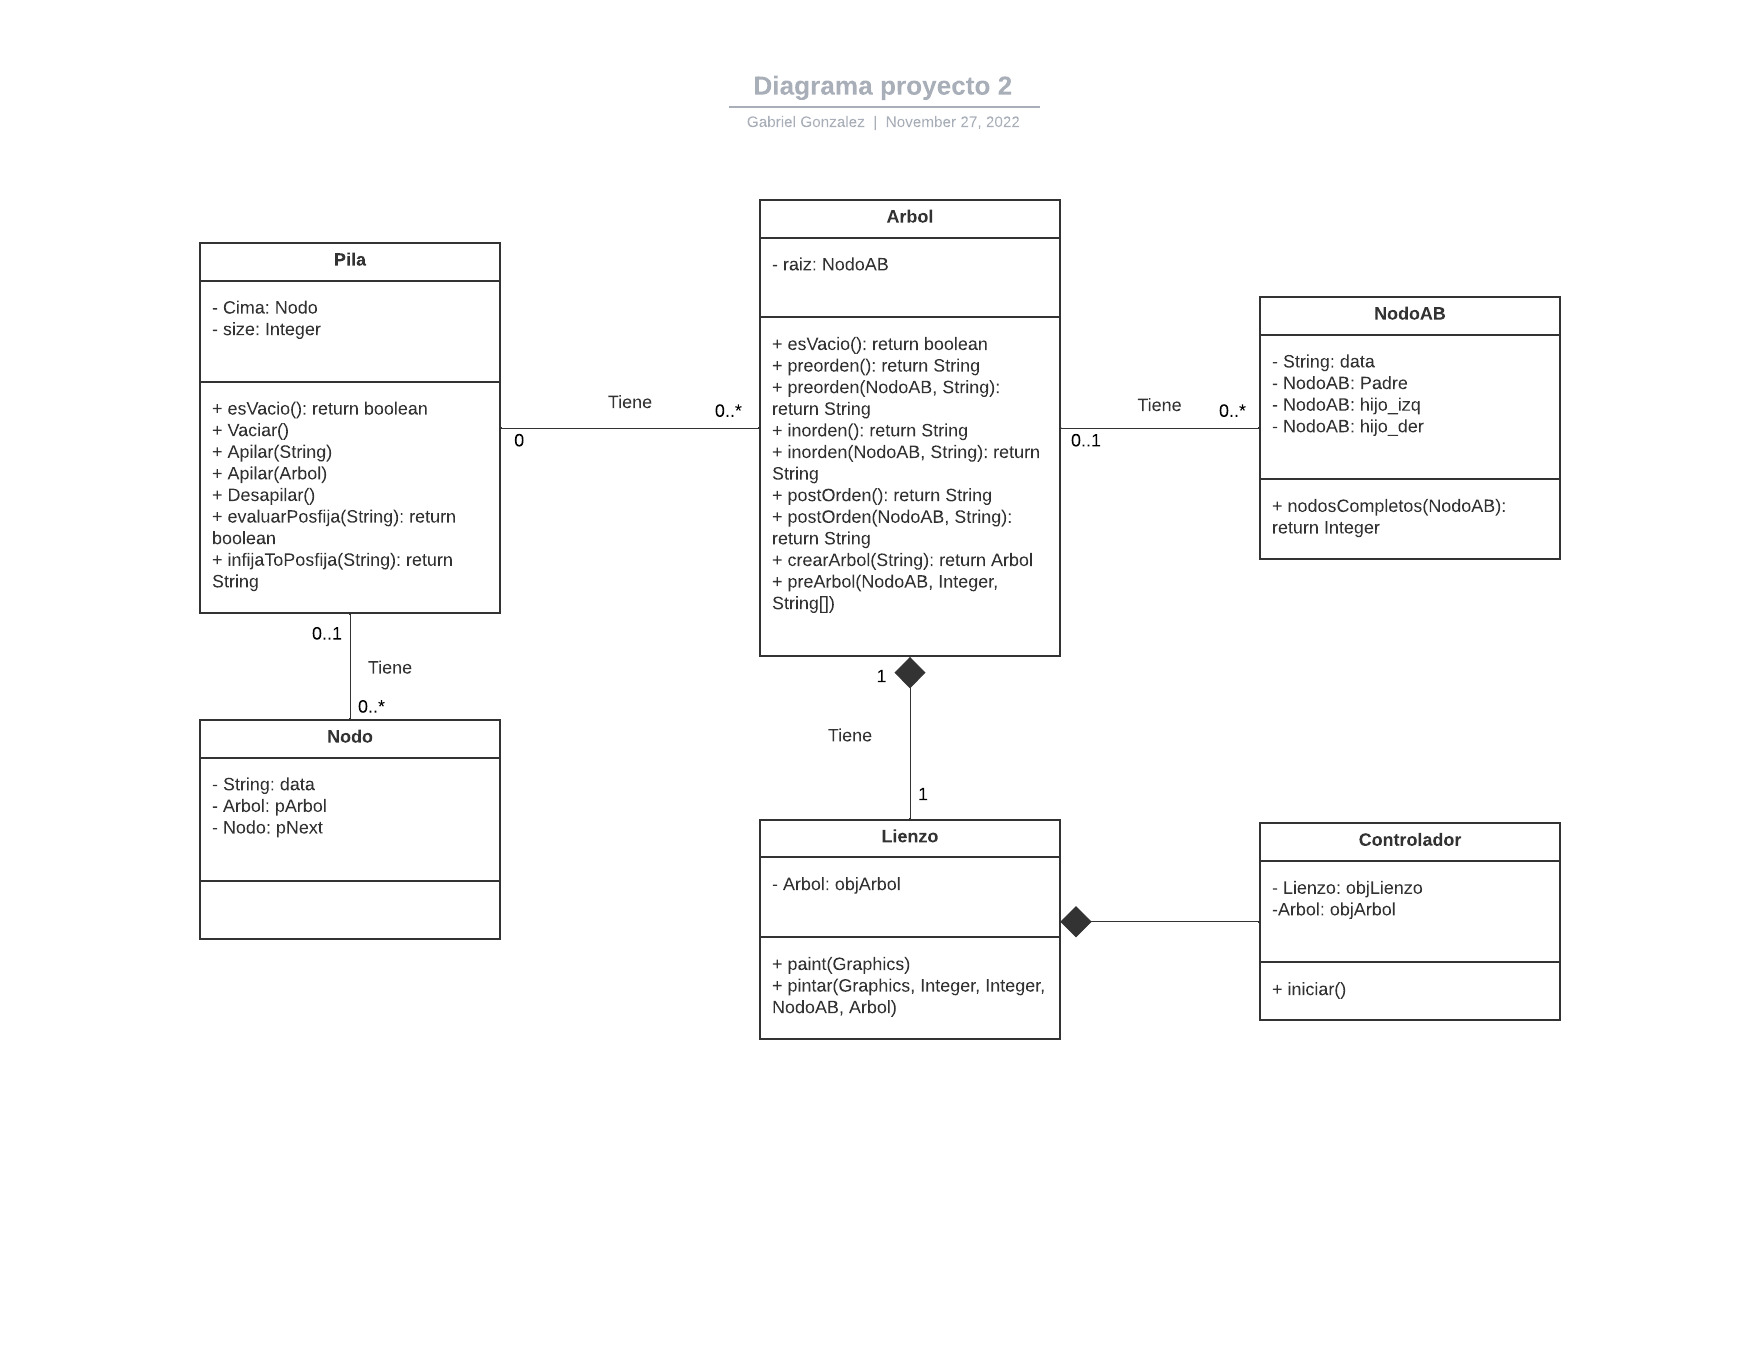 Diagrama proyecto 2
Gabriel Gonzalez | November 27, 2022
Pila
- Cima: Nodo
- size: Integer
+ esVacio(): return boolean
+ Vaciar()
+ Apilar(String)
+ Apilar(Arbol)
+ Desapilar()
+ evaluarPosfija(String): return
boolean
+ infijaToPosfija(String): return
String
Tiene
0
0..*
Arbol
- raiz: NodoAB
+ esVacio(): return boolean
+ preorden(): return String
+ preorden(NodoAB, String):
return String
+ inorden(): return String
+ inorden(NodoAB, String): return
String
+ postOrden(): return String
+ postOrden(NodoAB, String):
return String
+ crearArbol(String): return Arbol
+ preArbol(NodoAB, Integer,
String[])
Tiene
0..1
0..*
NodoAB
- String: data
- NodoAB: Padre
- NodoAB: hijo_izq
- NodoAB: hijo_der
+ nodosCompletos(NodoAB):
return Integer
0..1
Tiene
0..*
Nodo
- String: data
- Arbol: pArbol
- Nodo: pNext
1
Tiene
1
Lienzo
- Arbol: objArbol
+ paint(Graphics)
+ pintar(Graphics, Integer, Integer,
NodoAB, Arbol)
Controlador
- Lienzo: objLienzo
-Arbol: objArbol
+ iniciar()